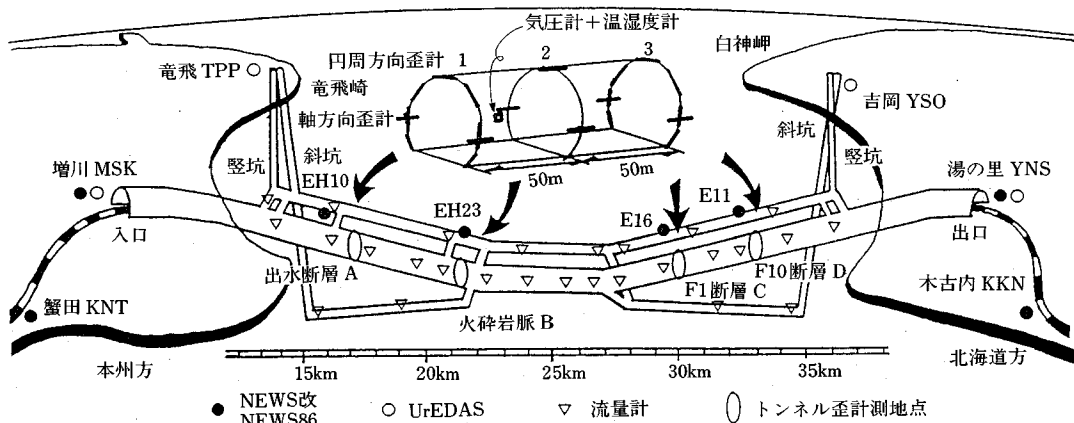 気圧計+温湿度計
円周方向歪計 1 2 3
白神岬
竜飛 TPP
竜飛崎
吉岡 YSO
軸方向歪計
斜坑
斜坑
竪坑
竪坑
50m 50m
増川 MSK
湯の里 YNS
EH10
EH23
E16
E11
入口
出口
出水断層 A
F10断層 D
F1断層 C
木古内 KKN
蟹田 KNT
火砕岩脈 B
本州方
北海道方
15km 20km 25km 30km 35km
NEWS改 UrEDAS 流量計 トンネル歪計測地点
NEWS86